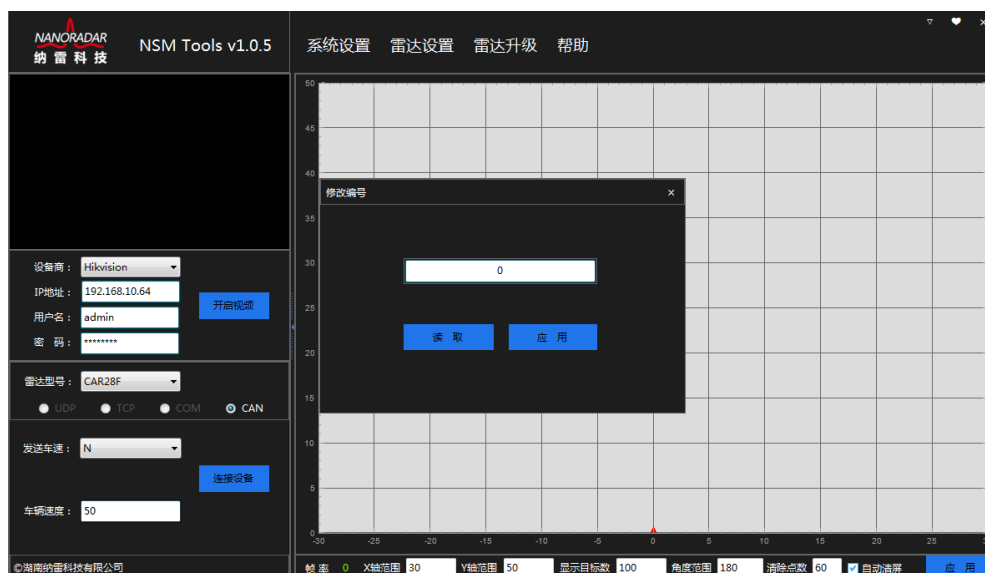 NANORADAR
纳雷科技
NSM Tools v1.0.5
系统设置 雷达设置 雷达升级 帮助
设备商： Hikvision
IP地址： 192.168.10.64
用户名： admin
密 码： ********
开启视频
雷达型号： CAR28F
UDP TCP COM CAN
发送车速： N
连接设备
车辆速度： 50
©湖南纳雷科技有限公司
修改编号 ×
0
读 取 应 用
50
45
40
35
30
25
20
15
10
5
0
-30 -25 -20 -15 -10 -5 0 5 10 15 20 25
帧 率 0 X轴范围 30 Y轴范围 50 显示目标数 100 角度范围 180 清除点数 60 自动清屏 应 用